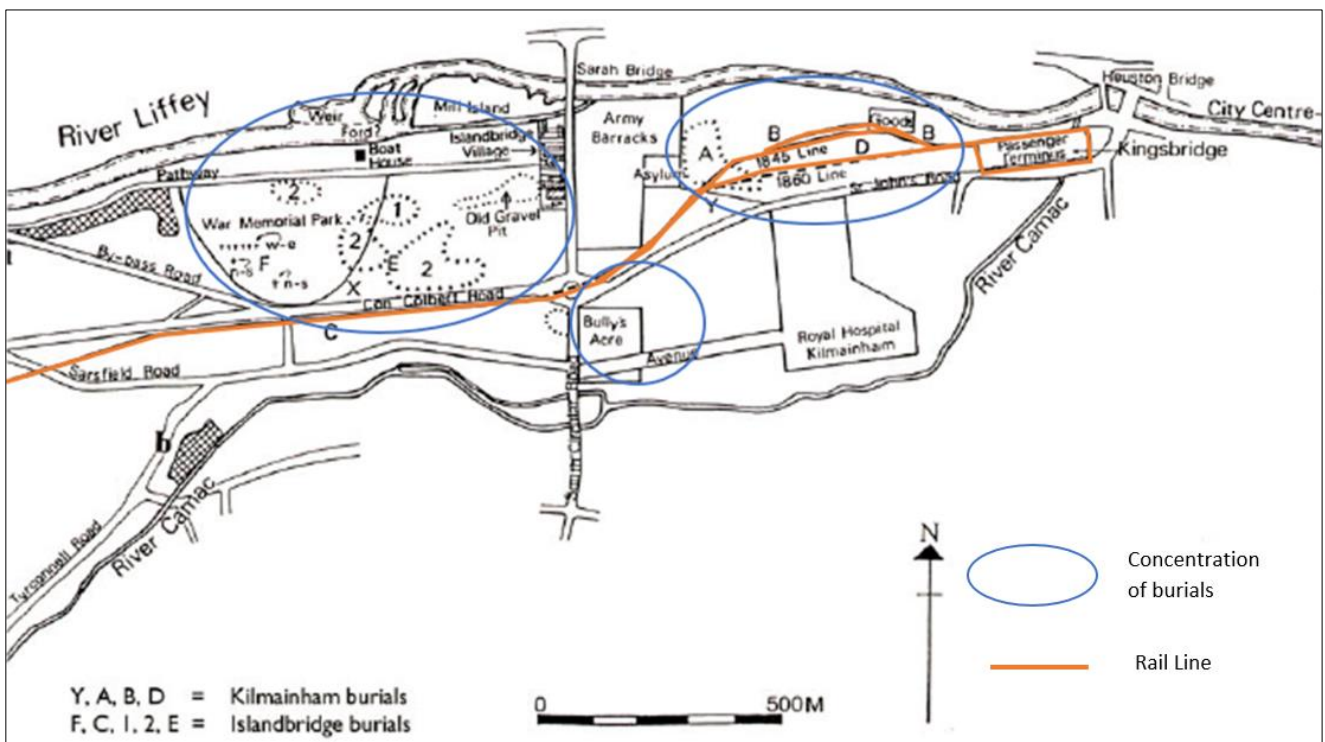 Sarah Bridge
Heuston Bridge
River Liffey
Weir
Mill Island
City Centre
Ford?
Islandbridge
Village
Army
Barracks
Goods
B
B
Boat
House
A
1845 Line
D
Passenger
Terminus
Kingsbridge
Pathway
Asylum
1860 Line
St. John's Road
2
1
Old Gravel
Pit
Y
War Memorial Park
w-e
2
E
2
n-s
F
n-s
X
By-pass Road
Con Colbert Road
River Camac
C
Bully's
Acre
Royal Hospital
Kilmainham
Avenue
Sarsfield Road
South Circular Road
b
River Camac
Tyrconnell Road
N
Concentration
of burials
Rail Line
Y, A, B, D = Kilmainham burials
F, C, 1, 2, E = Islandbridge burials
0
500M